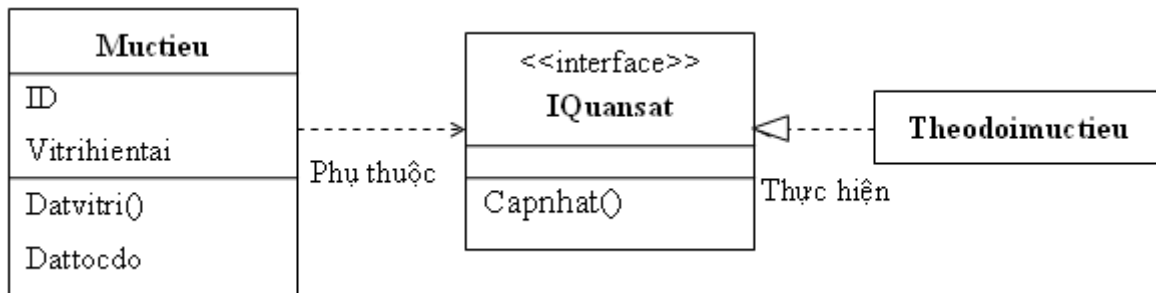 Muctieu
ID
Vitrihientai
Datvitri()
Dattocdo
Phụ thuộc
<<interface>>
IQuansat
Capnhat()
Thực hiện
Theodoimuctieu